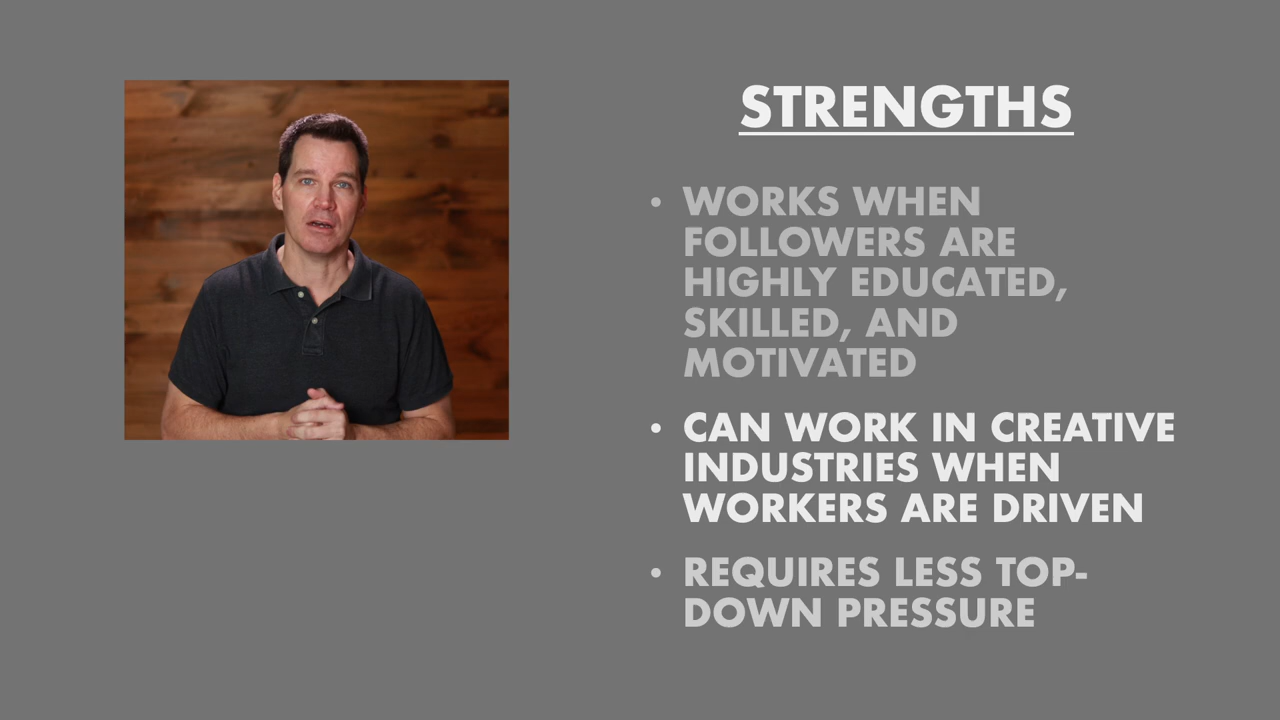 STRENGTHS
• WORKS WHEN
FOLLOWERS ARE
HIGHLY EDUCATED,
SKILLED, AND
MOTIVATED
• CAN WORK IN CREATIVE
INDUSTRIES WHEN
WORKERS ARE DRIVEN
• REQUIRES LESS TOP-
DOWN PRESSURE